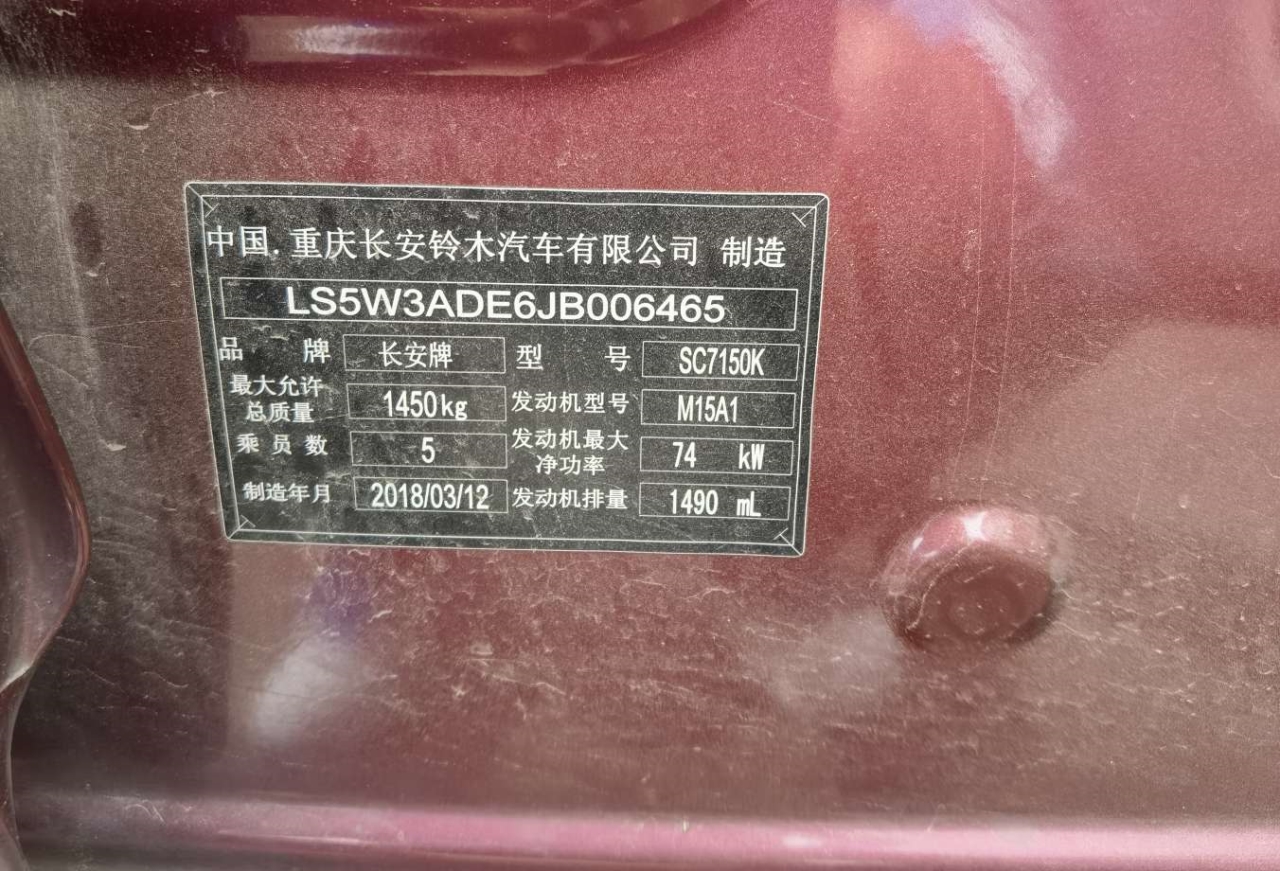 中国.重庆长安铃木汽车有限公司 制造
LS5W3ADE6JB006465
品 牌 长安牌 型 号 SC7150K
最大允许总质量 1450kg 发动机型号 M15A1
乘员数 5 发动机最大净功率 74 kW
制造年月 2018/03/12 发动机排量 1490 mL